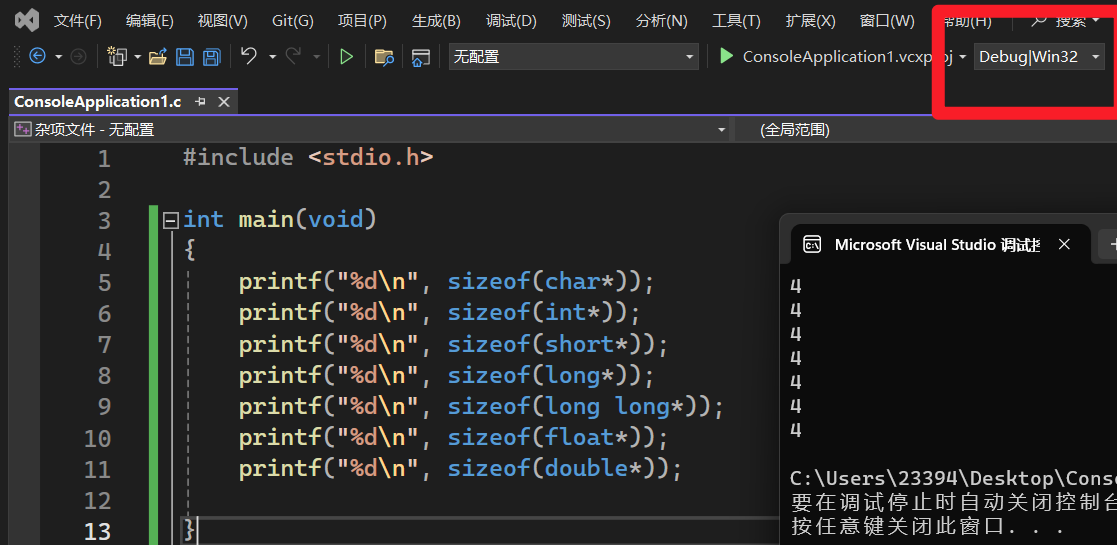 文件(F) 编辑(E) 视图(V) Git(G) 项目(P) 生成(B) 调试(D) 测试(S) 分析(N) 工具(T) 扩展(X) 窗口(W) 帮助(H) 搜索
无配置 ConsoleApplication1.vcxproj Debug|Win32
ConsoleApplication1.c
杂项文件 - 无配置 (全局范围)
1 #include <stdio.h>
2
3 int main(void)
4 {
5 printf("%d\n", sizeof(char*));
6 printf("%d\n", sizeof(int*));
7 printf("%d\n", sizeof(short*));
8 printf("%d\n", sizeof(long*));
9 printf("%d\n", sizeof(long long*));
10 printf("%d\n", sizeof(float*));
11 printf("%d\n", sizeof(double*));
12
13 }
Microsoft Visual Studio 调试
4
4
4
4
4
4
4
C:\Users\23394\Desktop\Conso
要在调试停止时自动关闭控制台
按任意键关闭此窗口. . .